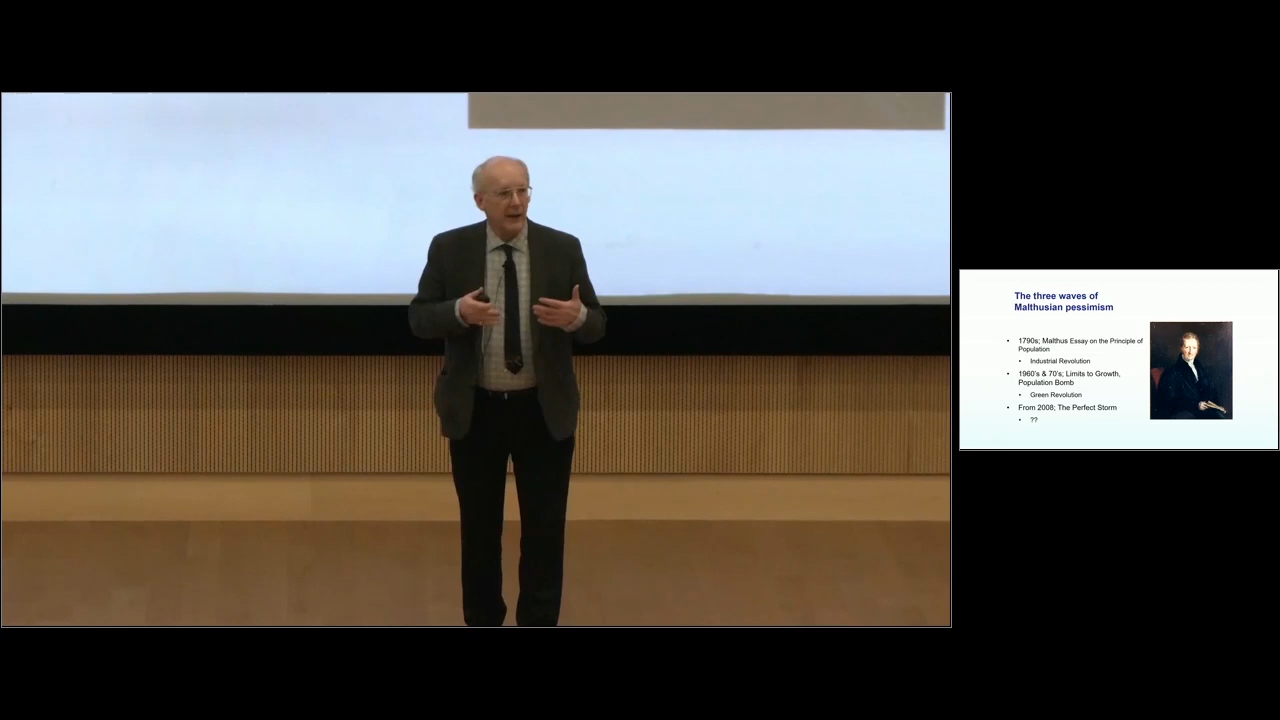 The three waves of
Malthusian pessimism
• 1790s; Malthus Essay on the Principle of
Population
• Industrial Revolution
• 1960's & 70's; Limits to Growth,
Population Bomb
• Green Revolution
• From 2008; The Perfect Storm
• ??